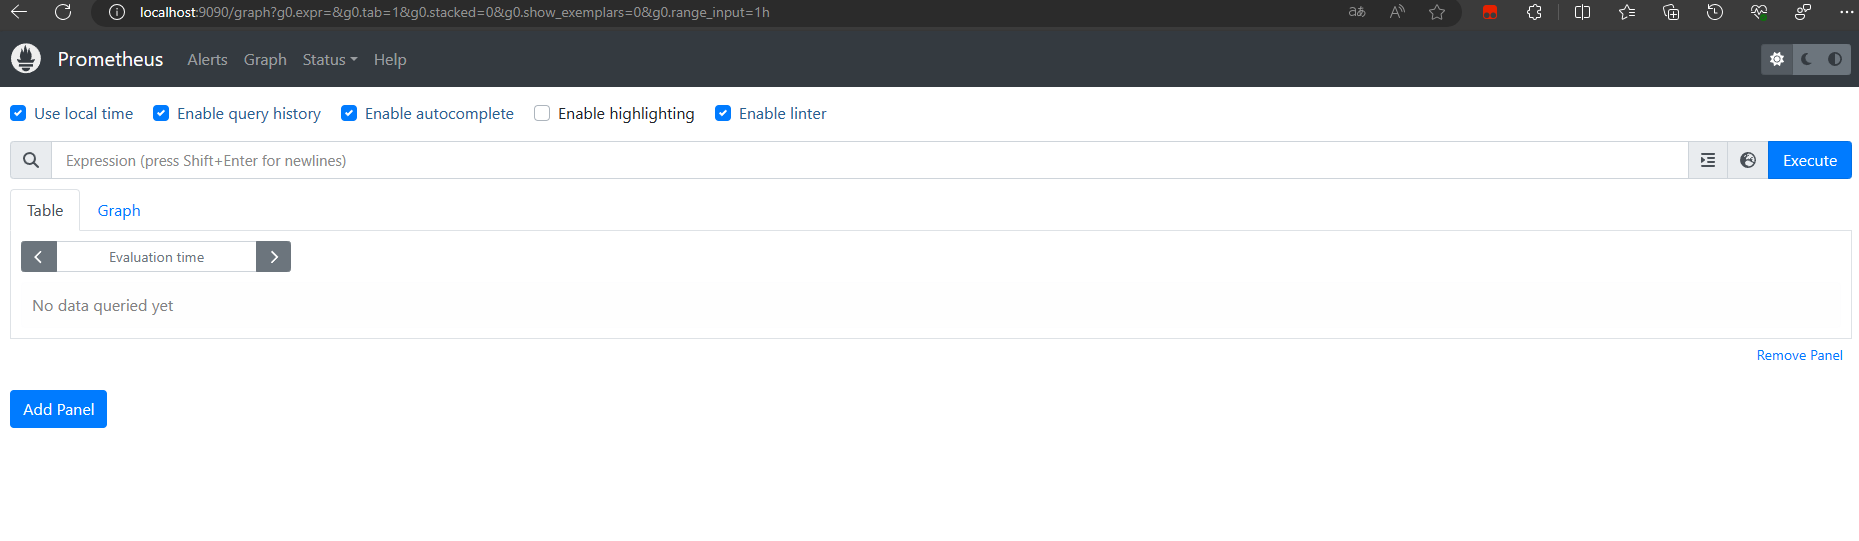 localhost:9090/graph?g0.expr=&g0.tab=1&g0.stacked=0&g0.show_exemplars=0&g0.range_input=1h
Prometheus Alerts Graph Status Help
Use local time Enable query history Enable autocomplete Enable highlighting Enable linter
Expression (press Shift+Enter for newlines) Execute
Table Graph
Evaluation time
No data queried yet
Remove Panel
Add Panel